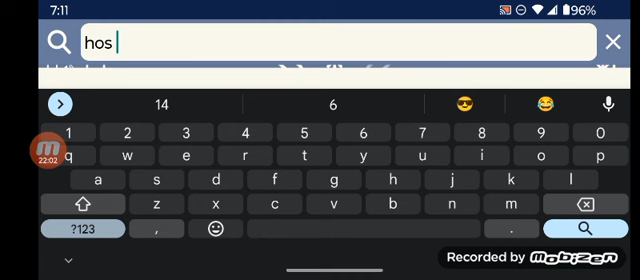 7:11 96%
hos
14 6
1 2 3 4 5 6 7 8 9 0
q w e r t y u i o p
a s d f g h j k l
z x c v b n m
?123 , .
22:02
Recorded by mobizen